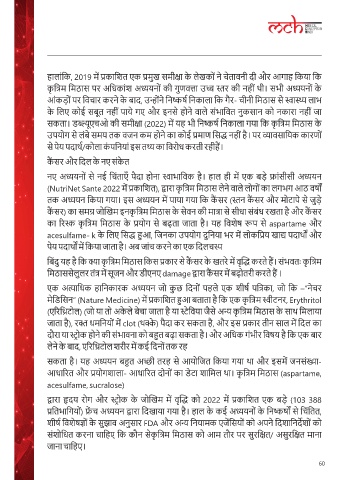 mch
हालांकि, 2019 में प्रकाशित एक प्रमुख समीक्षा के लेखकों ने चेतावनी दी और आगाह किया कि
कृत्रिम मिठास पर अधिकांश अध्ययनों की गुणवत्ता उच्च स्तर की नहीं थी। सभी अध्ययनों के
आंकड़ों पर विचार करने के बाद, उन्होंने निष्कर्ष निकाला कि गैर- चीनी मिठास से स्वास्थ्य लाभ
के लिए कोई सबूत नहीं पाये गए और इनसे होने वाले संभावित नुकसान को नकारा नहीं जा
सकता। डब्ल्यूएचओ की समीक्षा (2022) में यह भी निष्कर्ष निकाला गया कि कृत्रिम मिठास के
उपयोग से लंबे समय तक वजन कम होने का कोई प्रमाण सिद्ध नहीं है। पर व्यावसायिक कारणों
से पेय पदार्थ/कोला कंपनियां इस तथ्य का विरोध करती रहीं हैं।
कैंसर और दिल के नए संकेत
नए अध्ययनों से नई चिंताएँ पैदा होना स्वाभाविक है। हाल ही में एक बड़े फ्रांसीसी अध्ययन
(NutriNet Sante 2022 में प्रकाशित), द्वारा कृत्रिम मिठास लेने वाले लोगों का लगभग आठ वर्षों
तक अध्ययन किया गया। इस अध्ययन में पाया गया कि कैंसर (स्तन कैंसर और मोटापे से जुड़े
कैंसर) का समग्र जोखिम इनकृत्रिम मिठास के सेवन की मात्रा से सीधा संबंध रखता है और कैंसर
का रिस्क कृत्रिम मिठास के प्रयोग से बढ़ता जाता है। यह विशेष रूप से aspartame और
acesulfame- k के लिए सिद्ध हुआ, जिनका उपयोग दुनिया भर में लोकप्रिय खाद्य पदार्थों और
पेय पदार्थों में किया जाता है। अब जांच करने का एक दिलचस्प
बिंदु यह है कि क्या कृत्रिम मिठास किस प्रकार से कैंसर के खतरे में वृद्धि करते हैं। संभवतः कृत्रिम
मिठाससेलुलर तंत्र में सूजन और डीएनए damage द्वारा कैंसर में बढ़ोतरी करते हैं ।
एक अत्यधिक हानिकारक अध्ययन जो कुछ दिनों पहले एक शीर्ष पत्रिका, जो कि –"नेचर
मेडिसिन" (Nature Medicine) में प्रकाशित हुआ बताता है कि एक कृत्रिम स्वीटनर, Erythritol
(एरिथ्रिटोल) (जो या तो अकेले बेचा जाता है या स्टेविया जैसे अन्य कृत्रिम मिठास के साथ मिलाया
जाता है), रक्त धमनियों में clot (थक्के) पैदा कर सकता है, और इस प्रकार तीन साल में दिल का
दौरा या स्ट्रोक होने की संभावना को बहुत बढ़ा सकता है। और अधिक गंभीर विषय है कि एक बार
लेने के बाद, एरिथ्रिटोल शरीर में कई दिनों तक रह
सकता है। यह अध्ययन बहुत अच्छी तरह से आयोजित किया गया था और इसमें जनसंख्या-
आधारित और प्रयोगशाला- आधारित दोनों का डेटा शामिल था। कृत्रिम मिठास (aspartame,
acesulfame, sucralose)
द्वारा हृदय रोग और स्ट्रोक के जोखिम में वृद्धि को 2022 में प्रकाशित एक बड़े (103 388
प्रतिभागियों) फ्रेंच अध्ययन द्वारा दिखाया गया है। हाल के कई अध्ययनों के निष्कर्षों से चिंतित,
शीर्ष विशेषज्ञों के सुझाव अनुसार FDA और अन्य नियामक एजेंसियों को अपने दिशानिर्देशों को
संशोधित करना चाहिए कि कौन सेकृत्रिम मिठास को आम तौर पर सुरक्षित/ असुरक्षित माना
जाना चाहिए।
60